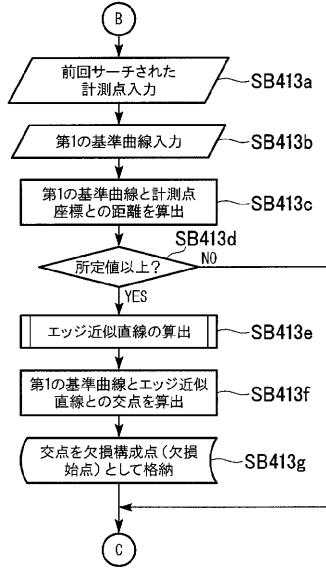 B
前回サーチされた
計測点入力
SB413a
第1の基準曲線入力
SB413b
第1の基準曲線と計測点
座標との距離を算出
SB413c
SB413d
所定値以上?
NO
YES
エッジ近似直線の算出
SB413e
第1の基準曲線とエッジ近似
直線との交点を算出
SB413f
交点を欠損構成点(欠損
始点)として格納
SB413g
C